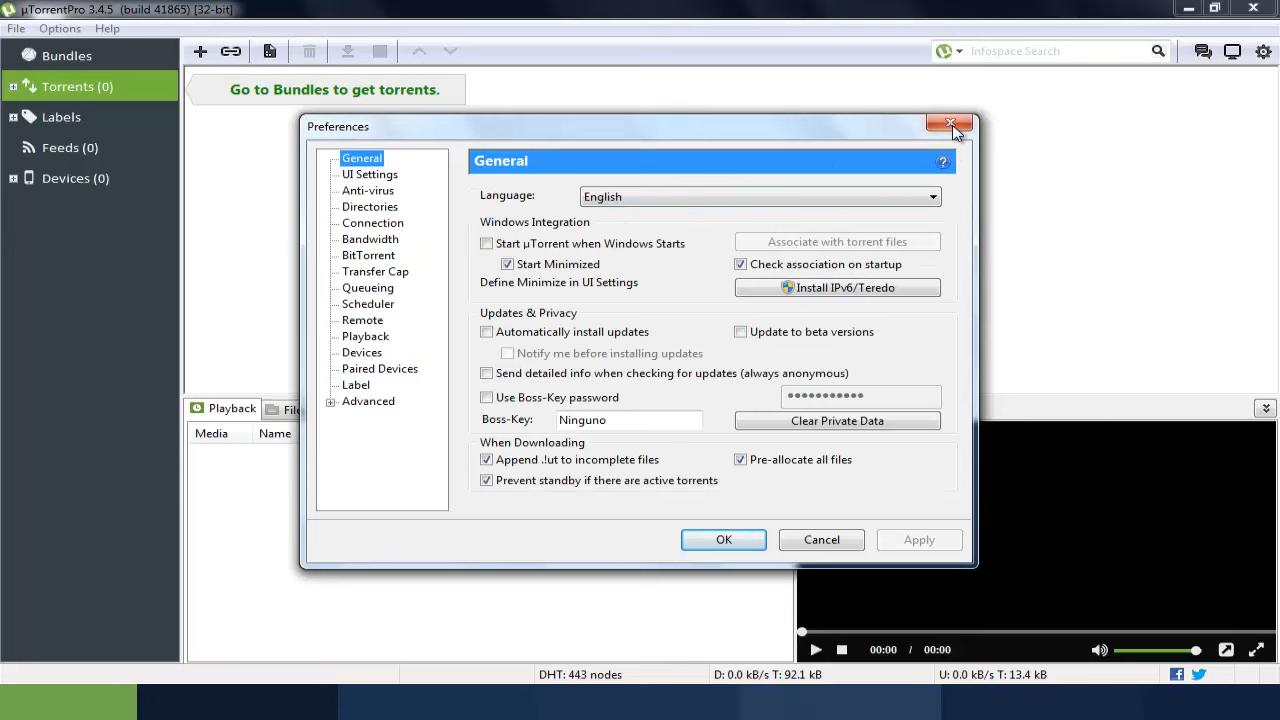 µTorrentPro 3.4.5 (build 41865) [32-bit]
File Options Help
Bundles
Torrents (0)
Labels
Feeds (0)
Devices (0)
Infospace Search
Go to Bundles to get torrents.
Preferences
General
UI Settings
Anti-virus
Directories
Connection
Bandwidth
BitTorrent
Transfer Cap
Queueing
Scheduler
Remote
Playback
Devices
Paired Devices
Label
Advanced
General
Language: English
Windows Integration
Start µTorrent when Windows Starts
Associate with torrent files
Start Minimized
Check association on startup
Define Minimize in UI Settings
Install IPv6/Teredo
Updates & Privacy
Automatically install updates
Update to beta versions
Notify me before installing updates
Send detailed info when checking for updates (always anonymous)
Use Boss-Key password
Boss-Key: Ninguno
Clear Private Data
When Downloading
Append .!ut to incomplete files
Pre-allocate all files
Prevent standby if there are active torrents
OK Cancel Apply
Playback
Media Name
00:00 / 00:00
DHT: 443 nodes D: 0.0 kB/s T: 92.1 kB U: 0.0 kB/s T: 13.4 kB